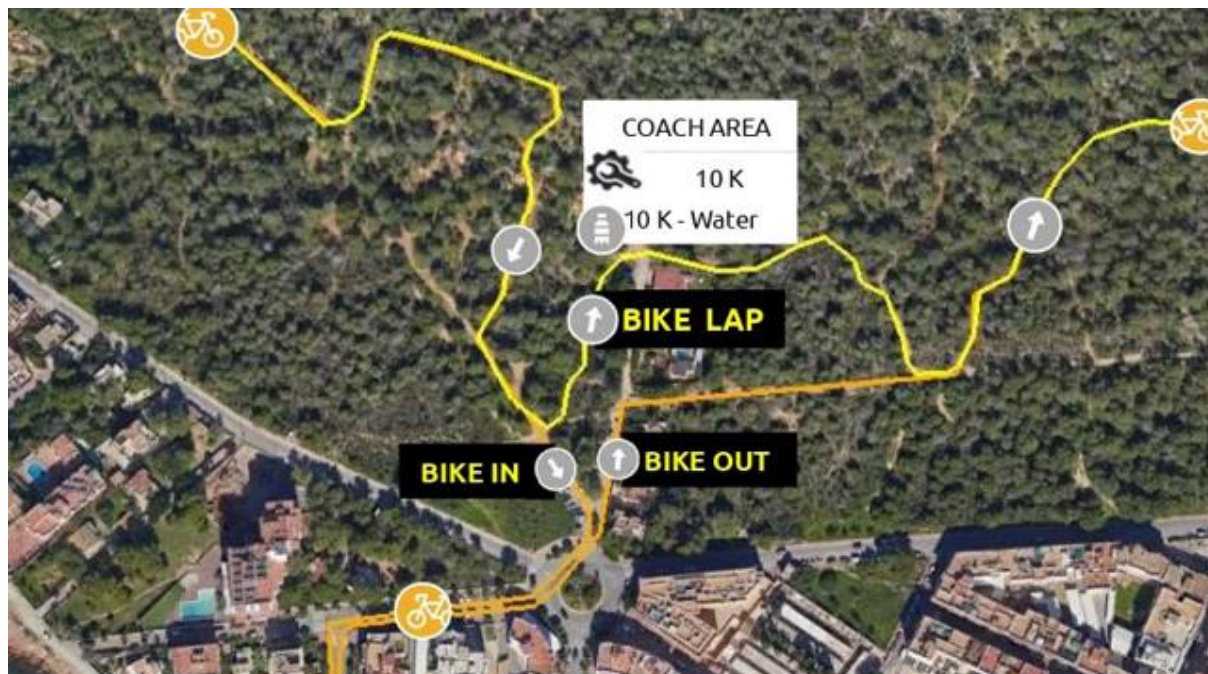 COACH AREA
10 K
10 K - Water
BIKE LAP
BIKE IN
BIKE OUT